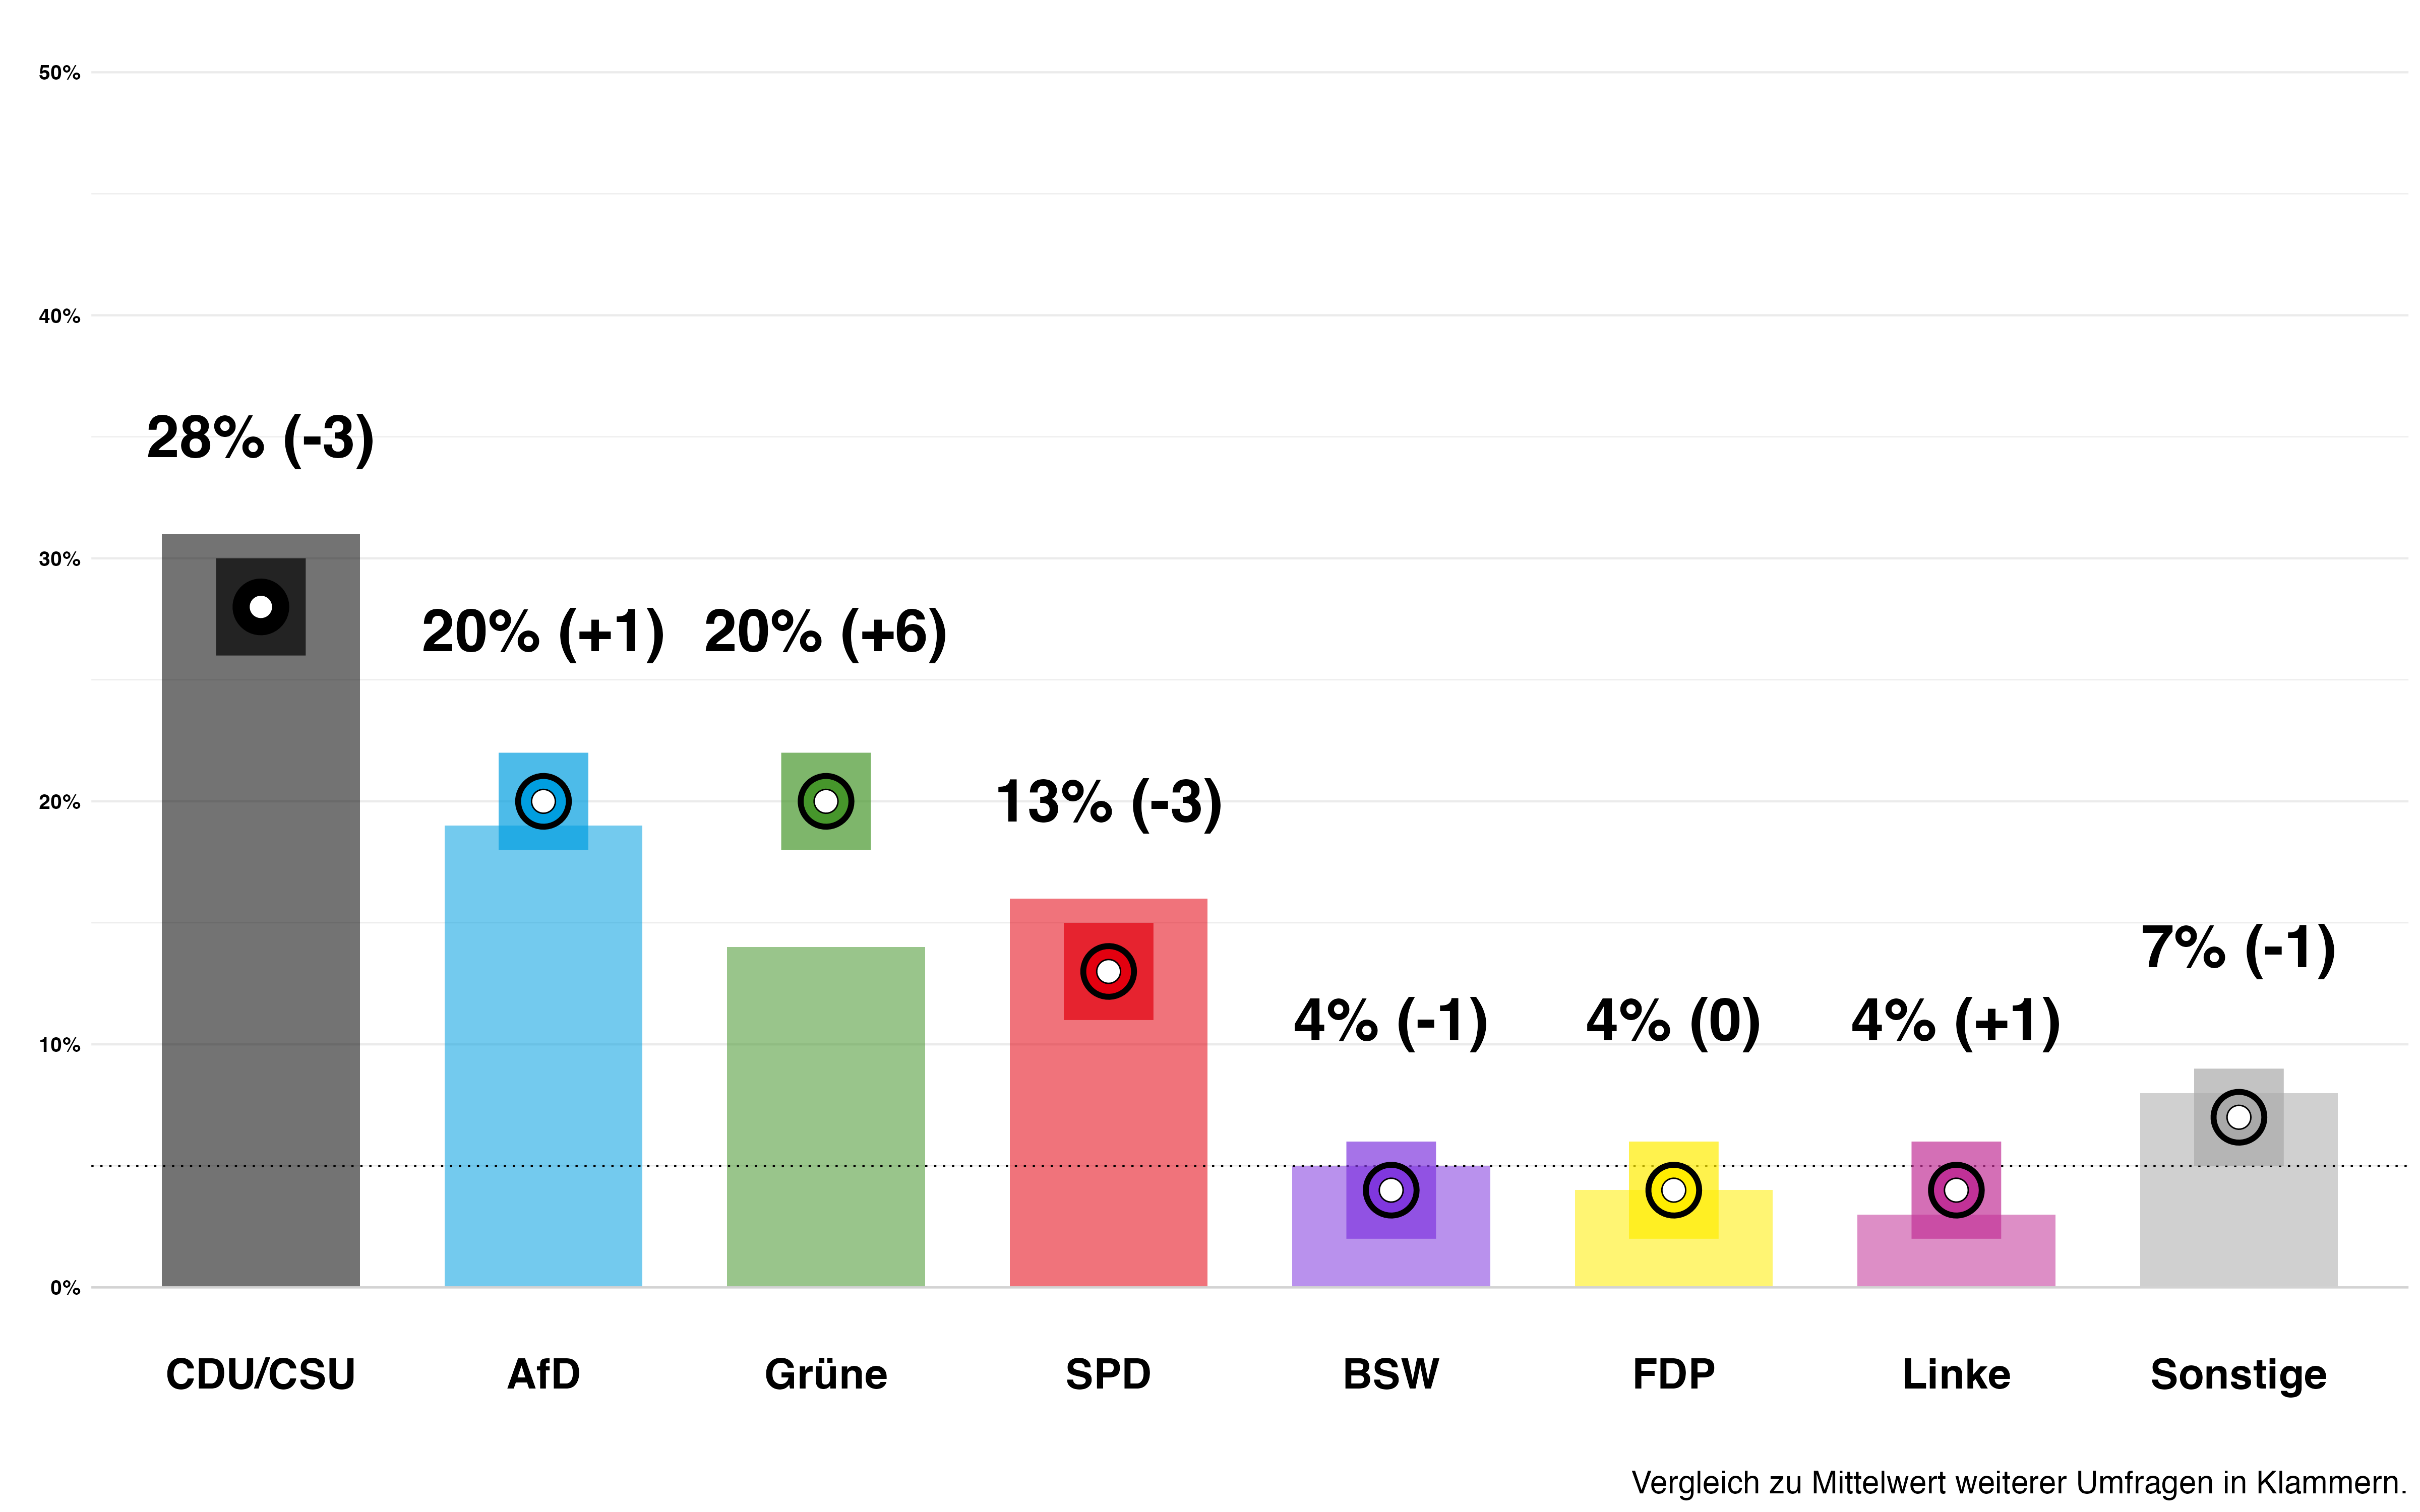 50%
40%
28% (-3)
30%
20% (+1) 20% (+6)
20%
13% (-3)
7% (-1)
4% (-1) 4% (0) 4% (+1)
10%
0%
CDU/CSU AfD Grüne SPD BSW FDP Linke Sonstige
Vergleich zu Mittelwert weiterer Umfragen in Klammern.